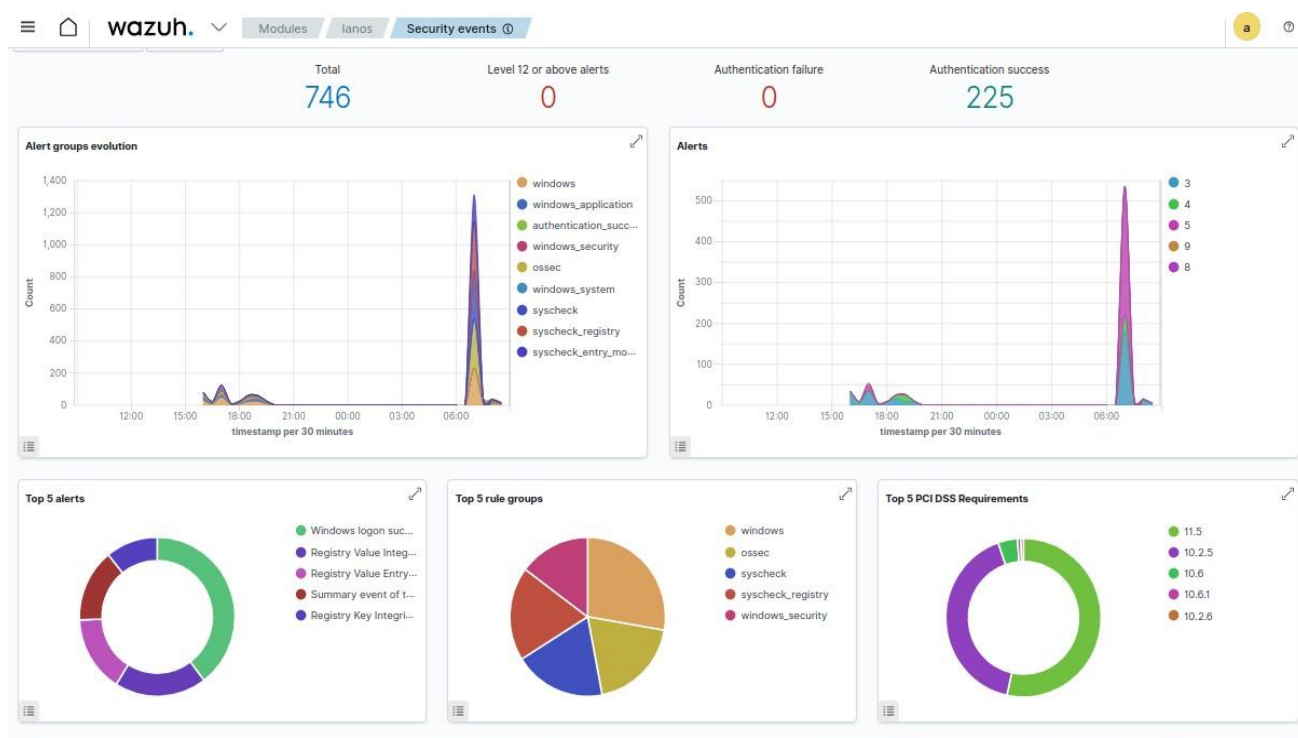 wazuh. Modules Ianos Security events a
Total Level 12 or above alerts Authentication failure Authentication success
746 0 0 225
Alert groups evolution
1,400
1,200
1,000
800
600
400
200
0
Count
12:00 15:00 18:00 21:00 00:00 03:00 06:00
timestamp per 30 minutes
windows
windows_application
authentication_succ...
windows_security
ossec
windows_system
syscheck
syscheck_registry
syscheck_entry_mo...
Alerts
500
400
300
200
100
0
Count
12:00 15:00 18:00 21:00 00:00 03:00 06:00
timestamp per 30 minutes
3
4
5
9
8
Top 5 alerts
Windows logon suc...
Registry Value Integ...
Registry Value Entry...
Summary event of t...
Registry Key Integri...
Top 5 rule groups
windows
ossec
syscheck
syscheck_registry
windows_security
Top 5 PCI DSS Requirements
11.5
10.2.5
10.6
10.6.1
10.2.6